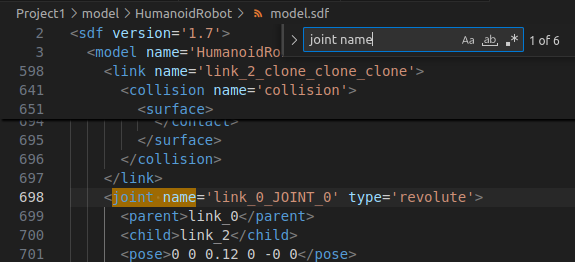 Project1 > model > HumanoidRobot > model.sdf
2 <sdf version='1.7'>
3 <model name='HumanoidRo
joint name
Aa ab, .* 1 of 6
598 <link name='link_2_clone_clone_clone'>
641 <collision name='collision'>
651 <surface>
694 </contact>
695 </surface>
696 </collision>
697 </link>
698 <joint name='link_0_JOINT_0' type='revolute'>
699 <parent>link_0</parent>
700 <child>link_2</child>
701 <pose>0 0 0.12 0 -0 0</pose>